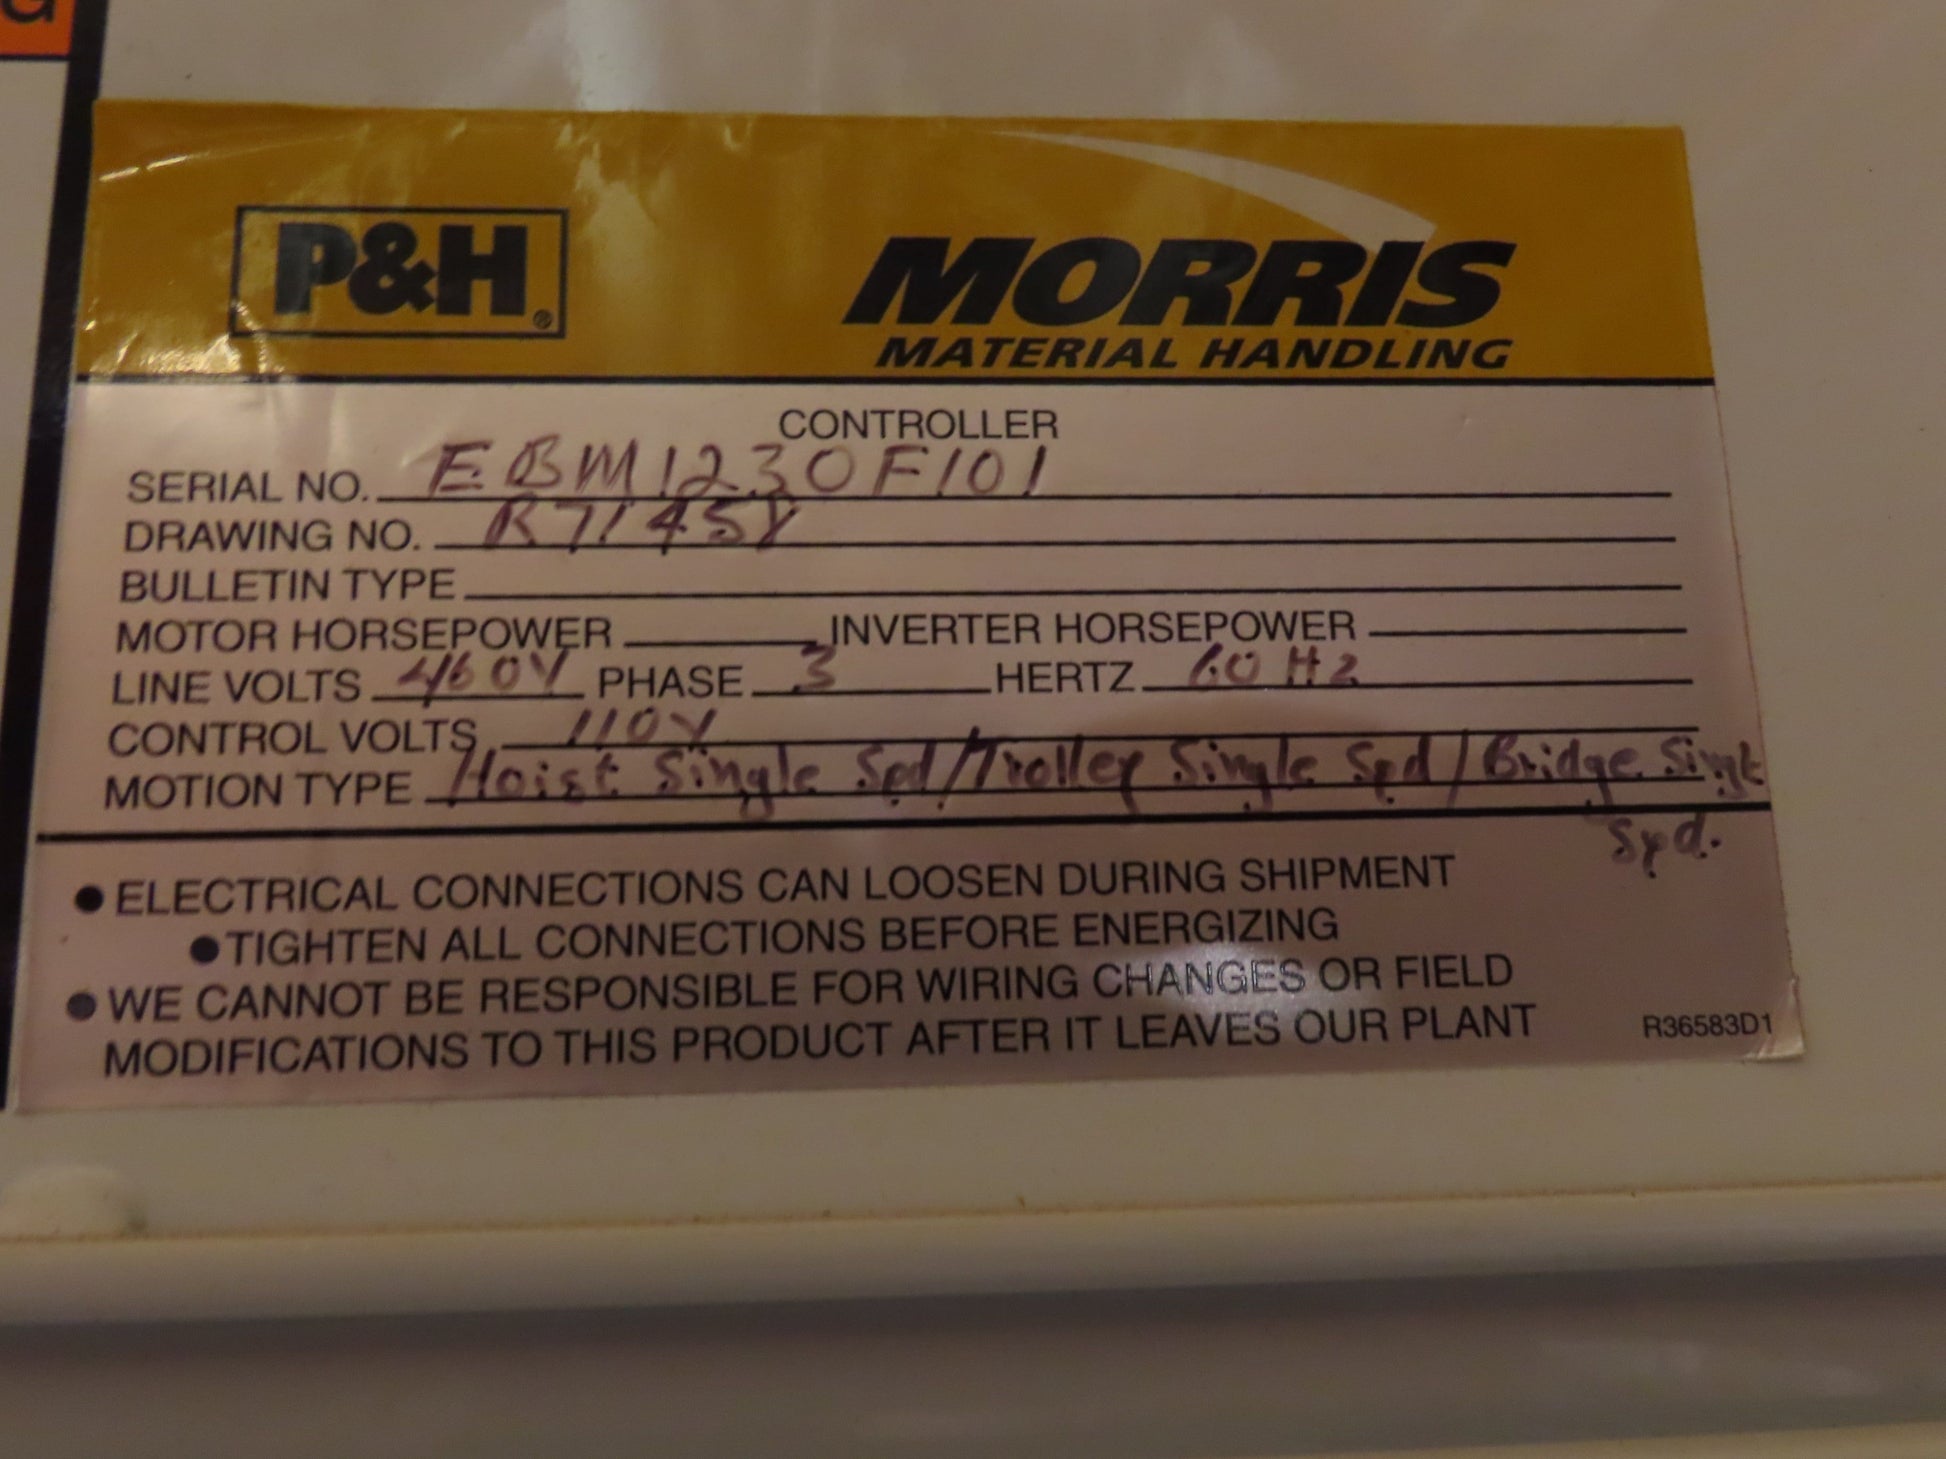 G
P&H®
MORRIS
MATERIAL HANDLING
CONTROLLER
SERIAL NO. EBM1230F101
DRAWING NO. R71458
BULLETIN TYPE
MOTOR HORSEPOWER INVERTER HORSEPOWER
LINE VOLTS 460V PHASE 3 HERTZ 60 Hz
CONTROL VOLTS 110V
MOTION TYPE Hoist Single Spd/Trolley Single Spd/Bridge Single
Spd.
● ELECTRICAL CONNECTIONS CAN LOOSEN DURING SHIPMENT
● TIGHTEN ALL CONNECTIONS BEFORE ENERGIZING
● WE CANNOT BE RESPONSIBLE FOR WIRING CHANGES OR FIELD
MODIFICATIONS TO THIS PRODUCT AFTER IT LEAVES OUR PLANT
R36583D1